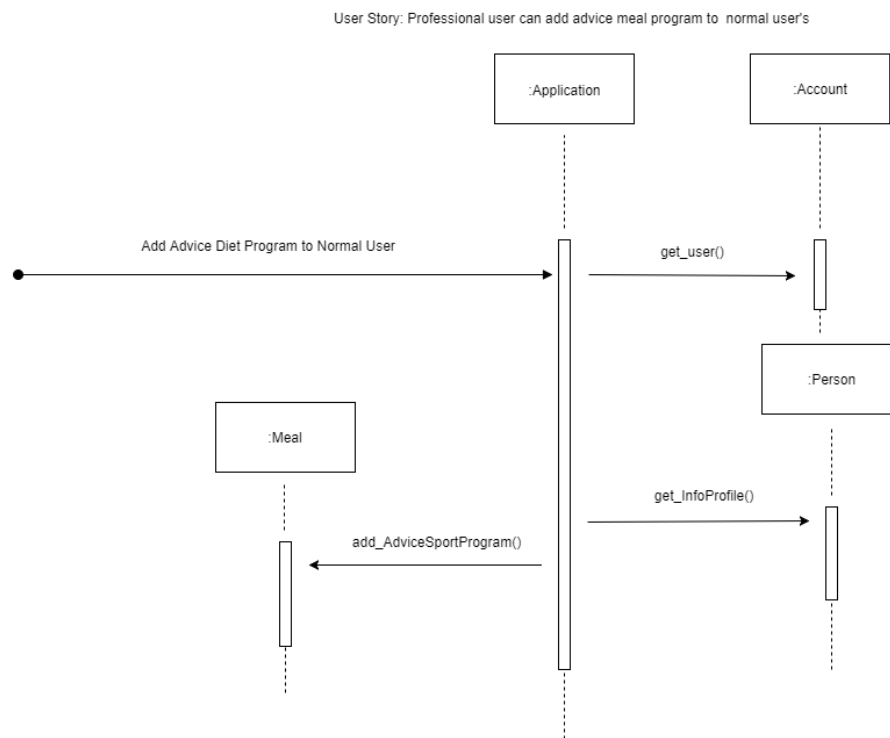 User Story: Professional user can add advice meal program to  normal user's
:Application
:Account
Add Advice Diet Program to Normal User
get_user()
:Person
:Meal
get_InfoProfile()
add_AdviceSportProgram()